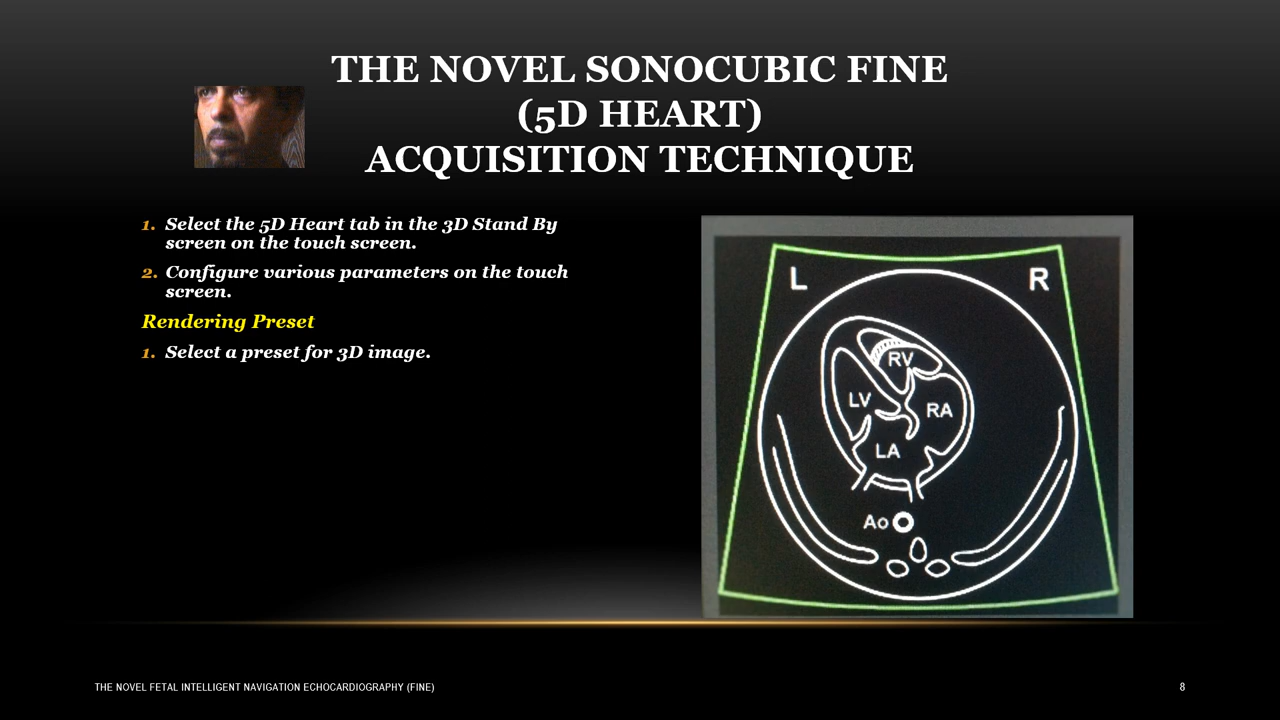 THE NOVEL SONOCUBIC FINE
(5D HEART)
ACQUISITION TECHNIQUE
1. Select the 5D Heart tab in the 3D Stand By
screen on the touch screen.
2. Configure various parameters on the touch
screen.
Rendering Preset
1. Select a preset for 3D image.
L R
RV
LV
RA
LA
Ao
THE NOVEL FETAL INTELLIGENT NAVIGATION ECHOCARDIOGRAPHY (FINE)
8